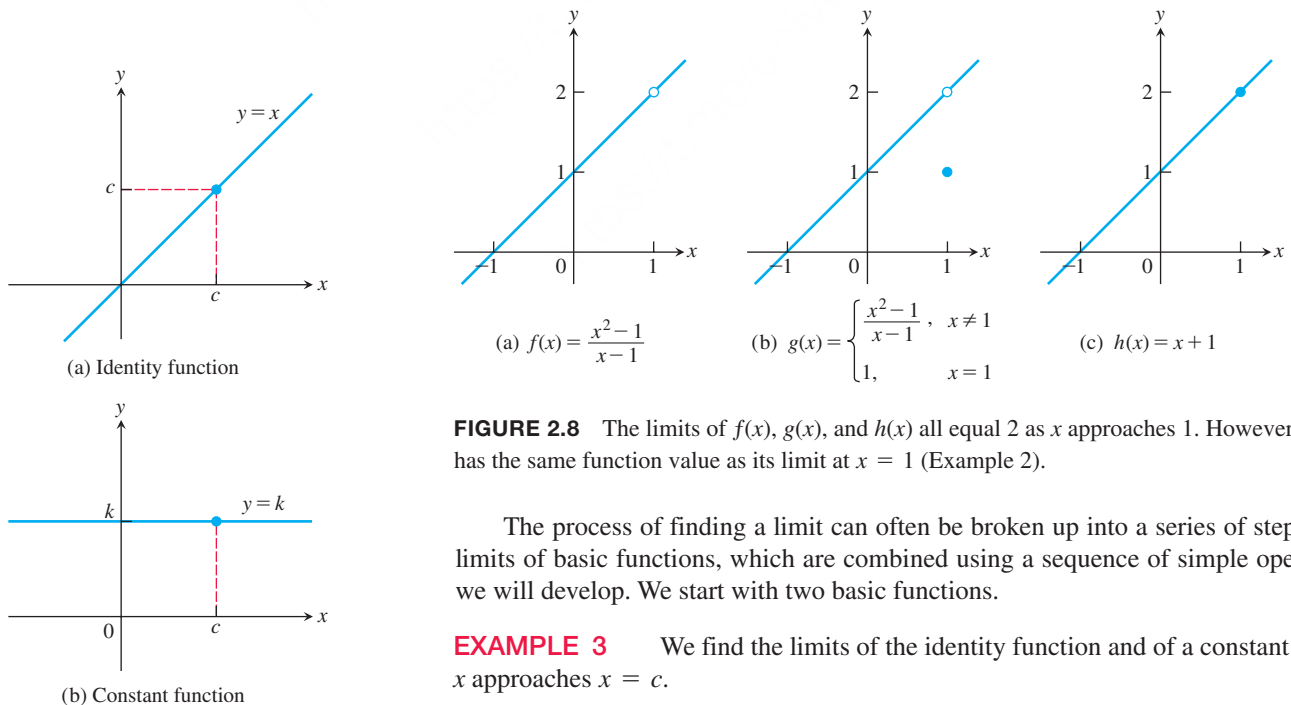 y
y = x
c
c
x
(a) Identity function
y
k
y = k
0
c
x
(b) Constant function
y
2
1
−1
0
1
x
(a) f(x) = \frac{x^2 − 1}{x − 1}
y
2
1
−1
0
1
x
(b) g(x) = { \frac{x^2 − 1}{x − 1} , x ≠ 1
1, x = 1
y
2
1
−1
0
1
x
(c) h(x) = x + 1
FIGURE 2.8 The limits of f(x), g(x), and h(x) all equal 2 as x approaches 1. However
has the same function value as its limit at x = 1 (Example 2).
The process of finding a limit can often be broken up into a series of step
limits of basic functions, which are combined using a sequence of simple ope
we will develop. We start with two basic functions.
EXAMPLE 3 We find the limits of the identity function and of a constant
x approaches x = c.